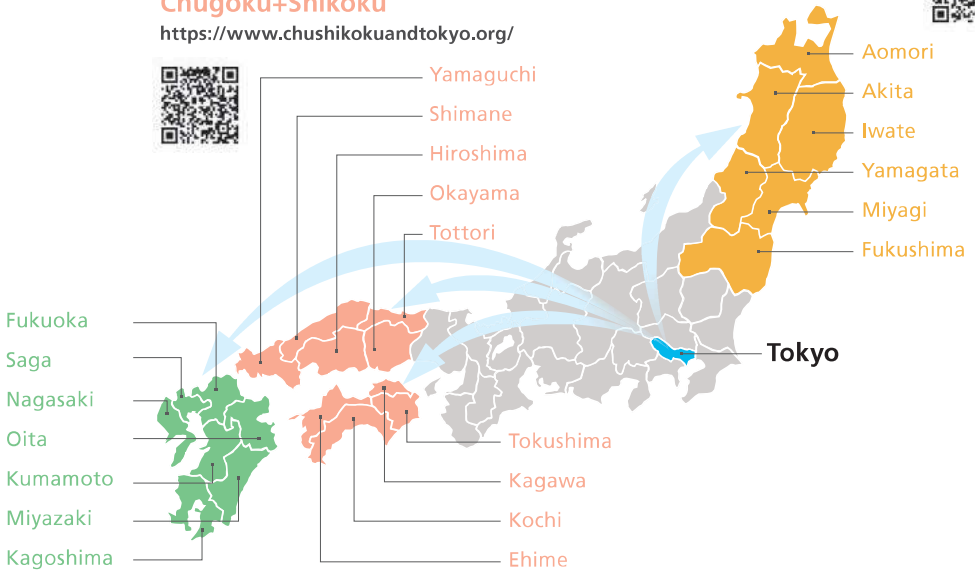 Chugoku+Shikoku
https://www.chushikokuandtokyo.org/
Yamaguchi
Shimane
Hiroshima
Okayama
Tottori
Aomori
Akita
Iwate
Yamagata
Miyagi
Fukushima
Tokyo
Fukuoka
Saga
Nagasaki
Oita
Kumamoto
Miyazaki
Kagoshima
Tokushima
Kagawa
Kochi
Ehime